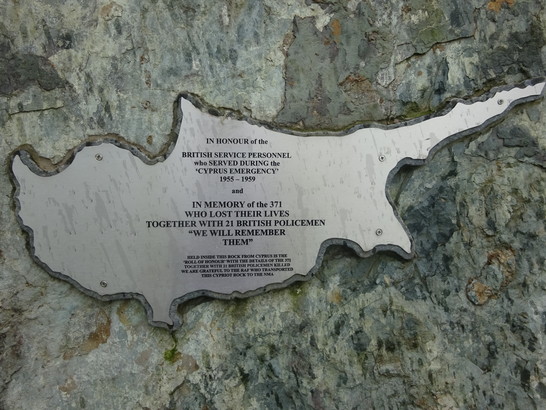 IN HONOUR of the
BRITISH SERVICE PERSONNEL
who SERVED DURING the
'CYPRUS EMERGENCY'
1955 – 1959
and
IN MEMORY of the 371
WHO LOST THEIR LIVES
TOGETHER WITH 21 BRITISH POLICEMEN
"WE WILL REMEMBER
THEM"
HELD INSIDE THIS ROCK FROM CYPRUS IS THE
'ROLL OF HONOUR' WITH THE DETAILS OF THE 371
TOGETHER WITH 21 BRITISH POLICEMEN KILLED
WE ARE GRATEFUL TO THE RAF WHO TRANSPORTED
THIS CYPRIOT ROCK TO THE NMA